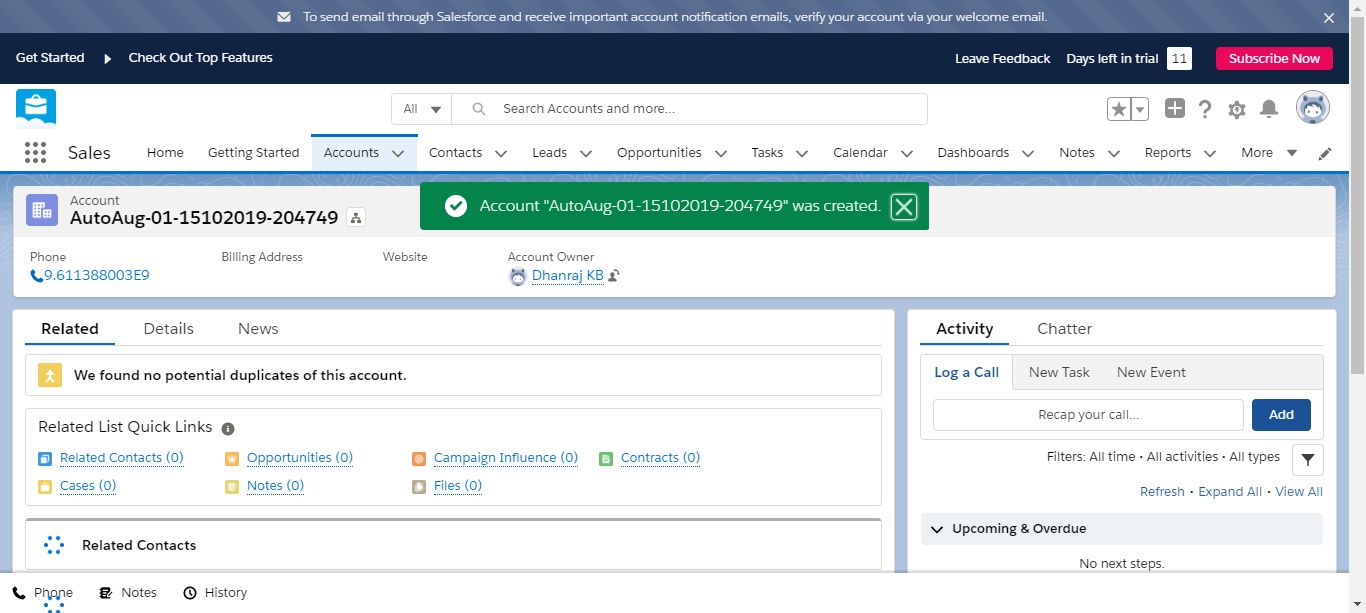 To send email through Salesforce and receive important account notification emails, verify your account via your welcome email.
Get Started Check Out Top Features Leave Feedback Days left in trial 11 Subscribe Now
All Search Accounts and more...
Sales Home Getting Started Accounts Contacts Leads Opportunities Tasks Calendar Dashboards Notes Reports More
Account
AutoAug-01-15102019-204749
Account "AutoAug-01-15102019-204749" was created.
Phone Billing Address Website Account Owner
9.611388003E9 Dhanraj KB
Related Details News
We found no potential duplicates of this account.
Related List Quick Links
Related Contacts (0) Opportunities (0) Campaign Influence (0) Contracts (0)
Cases (0) Notes (0) Files (0)
Related Contacts
Activity Chatter
Log a Call New Task New Event
Recap your call... Add
Filters: All time • All activities • All types
Refresh • Expand All • View All
Upcoming & Overdue
No next steps.
Phone Notes History